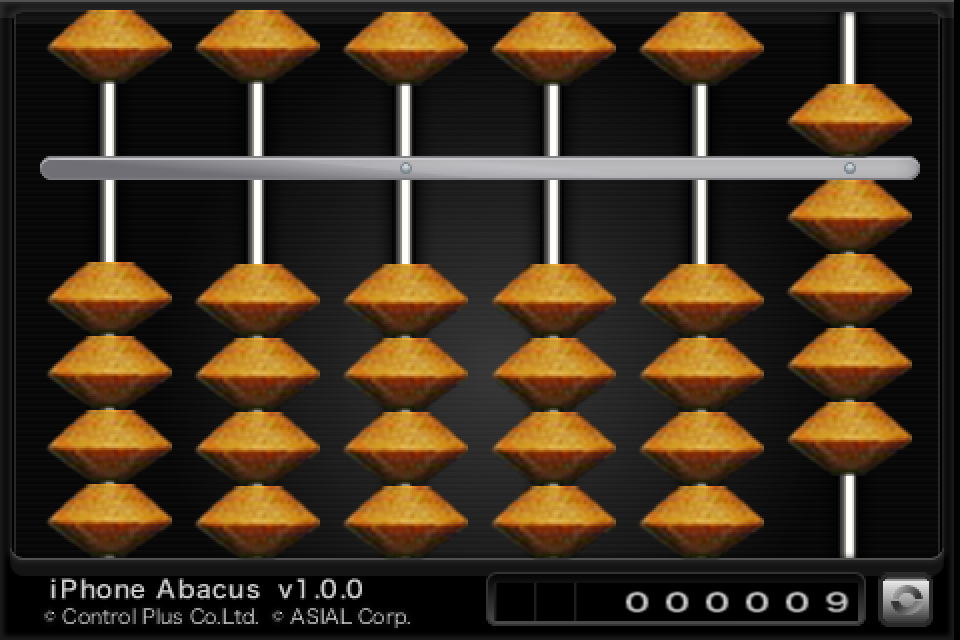 000009
iPhone Abacus v1.0.0
© Control Plus Co.Ltd. © ASIAL Corp.